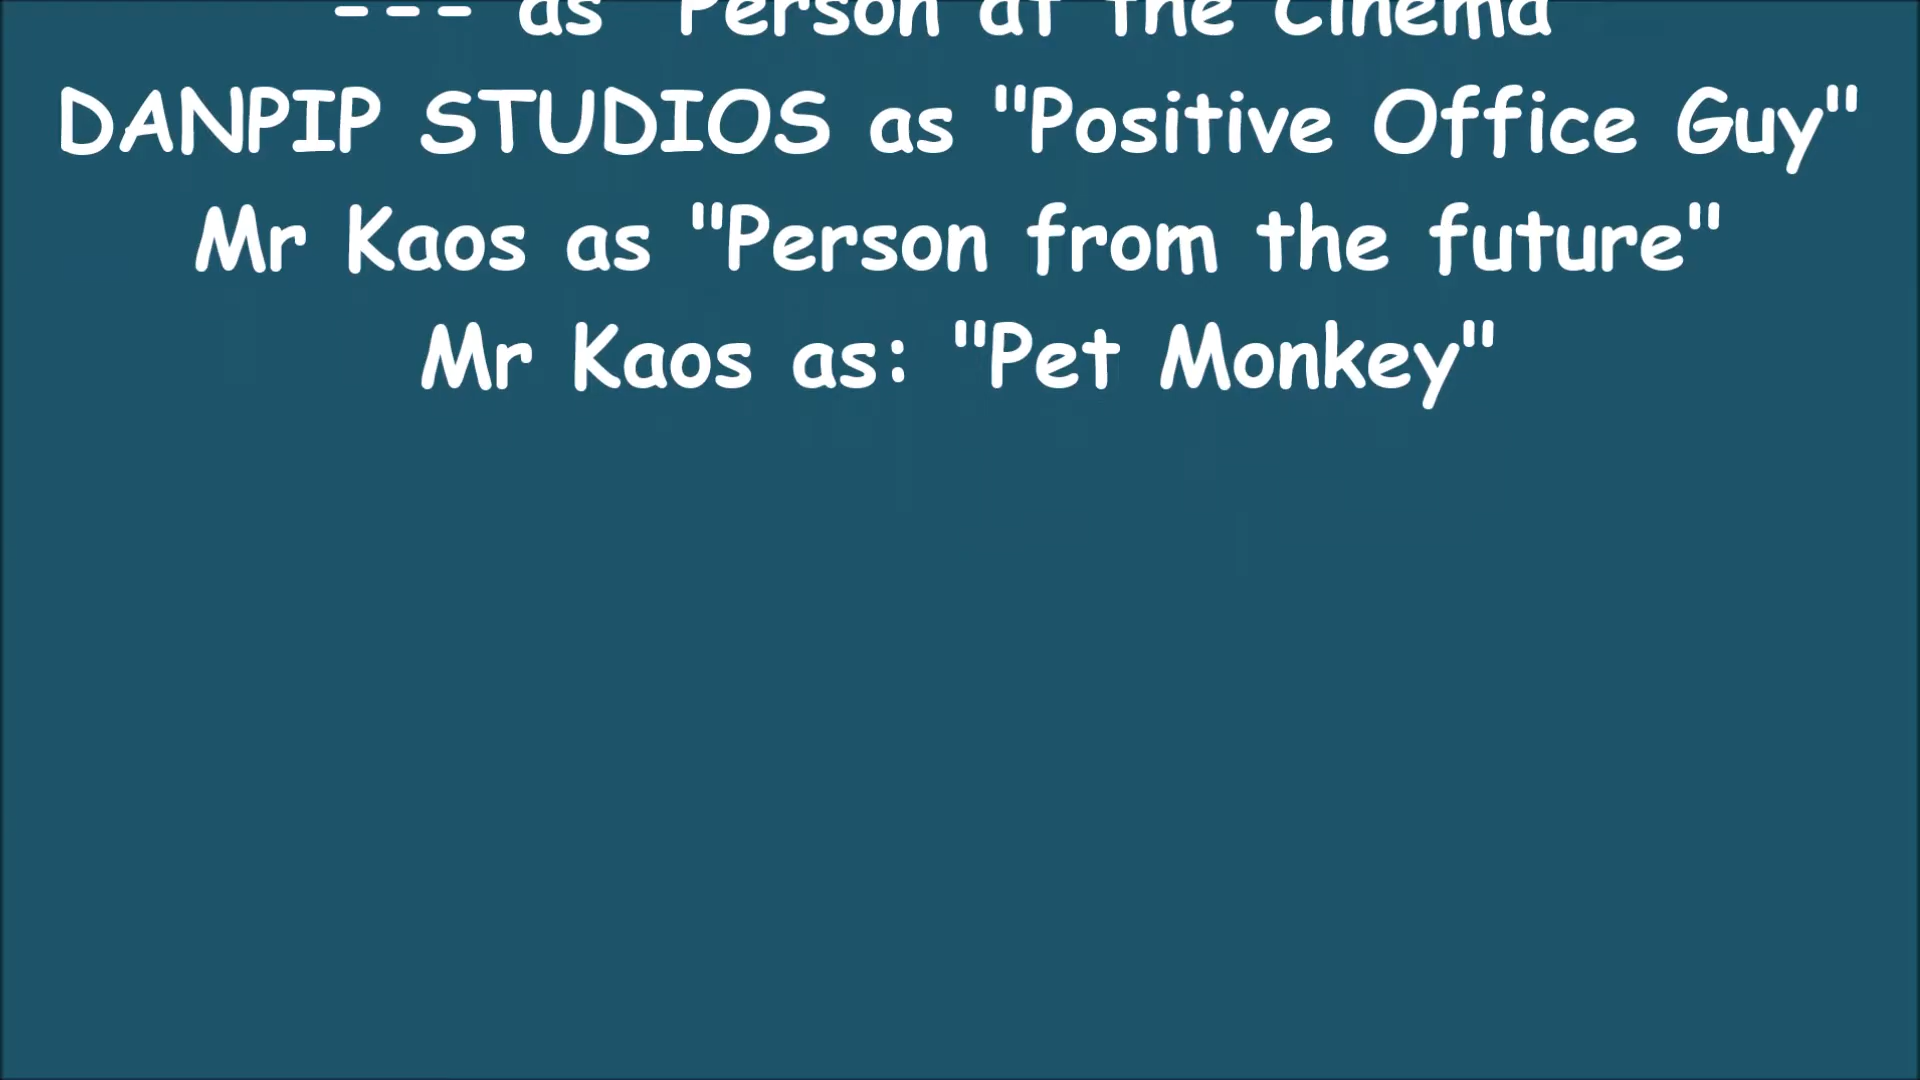 --- as "Person at the Cinema"
DANPIP STUDIOS as "Positive Office Guy"
Mr Kaos as "Person from the future"
Mr Kaos as: "Pet Monkey"